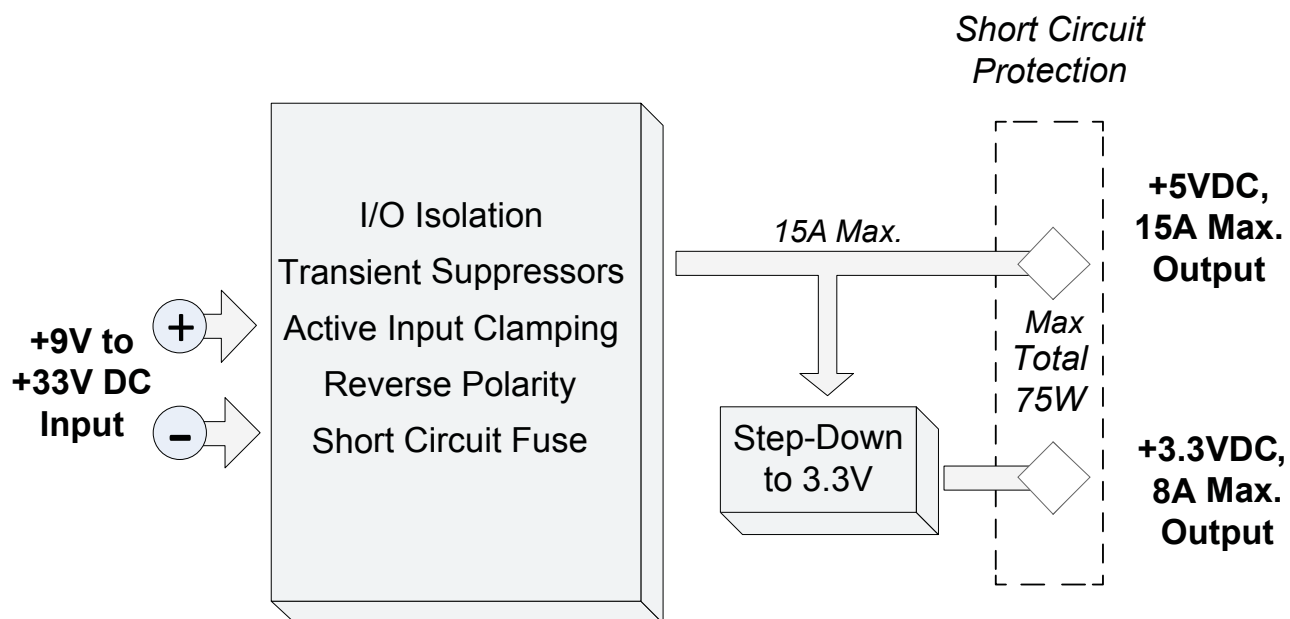 Short Circuit
Protection
I/O Isolation
Transient Suppressors
Active Input Clamping
Reverse Polarity
Short Circuit Fuse
+9V to
+33V DC
Input
+
-
15A Max.
+5VDC,
15A Max.
Output
Max
Total
75W
Step-Down
to 3.3V
+3.3VDC,
8A Max.
Output